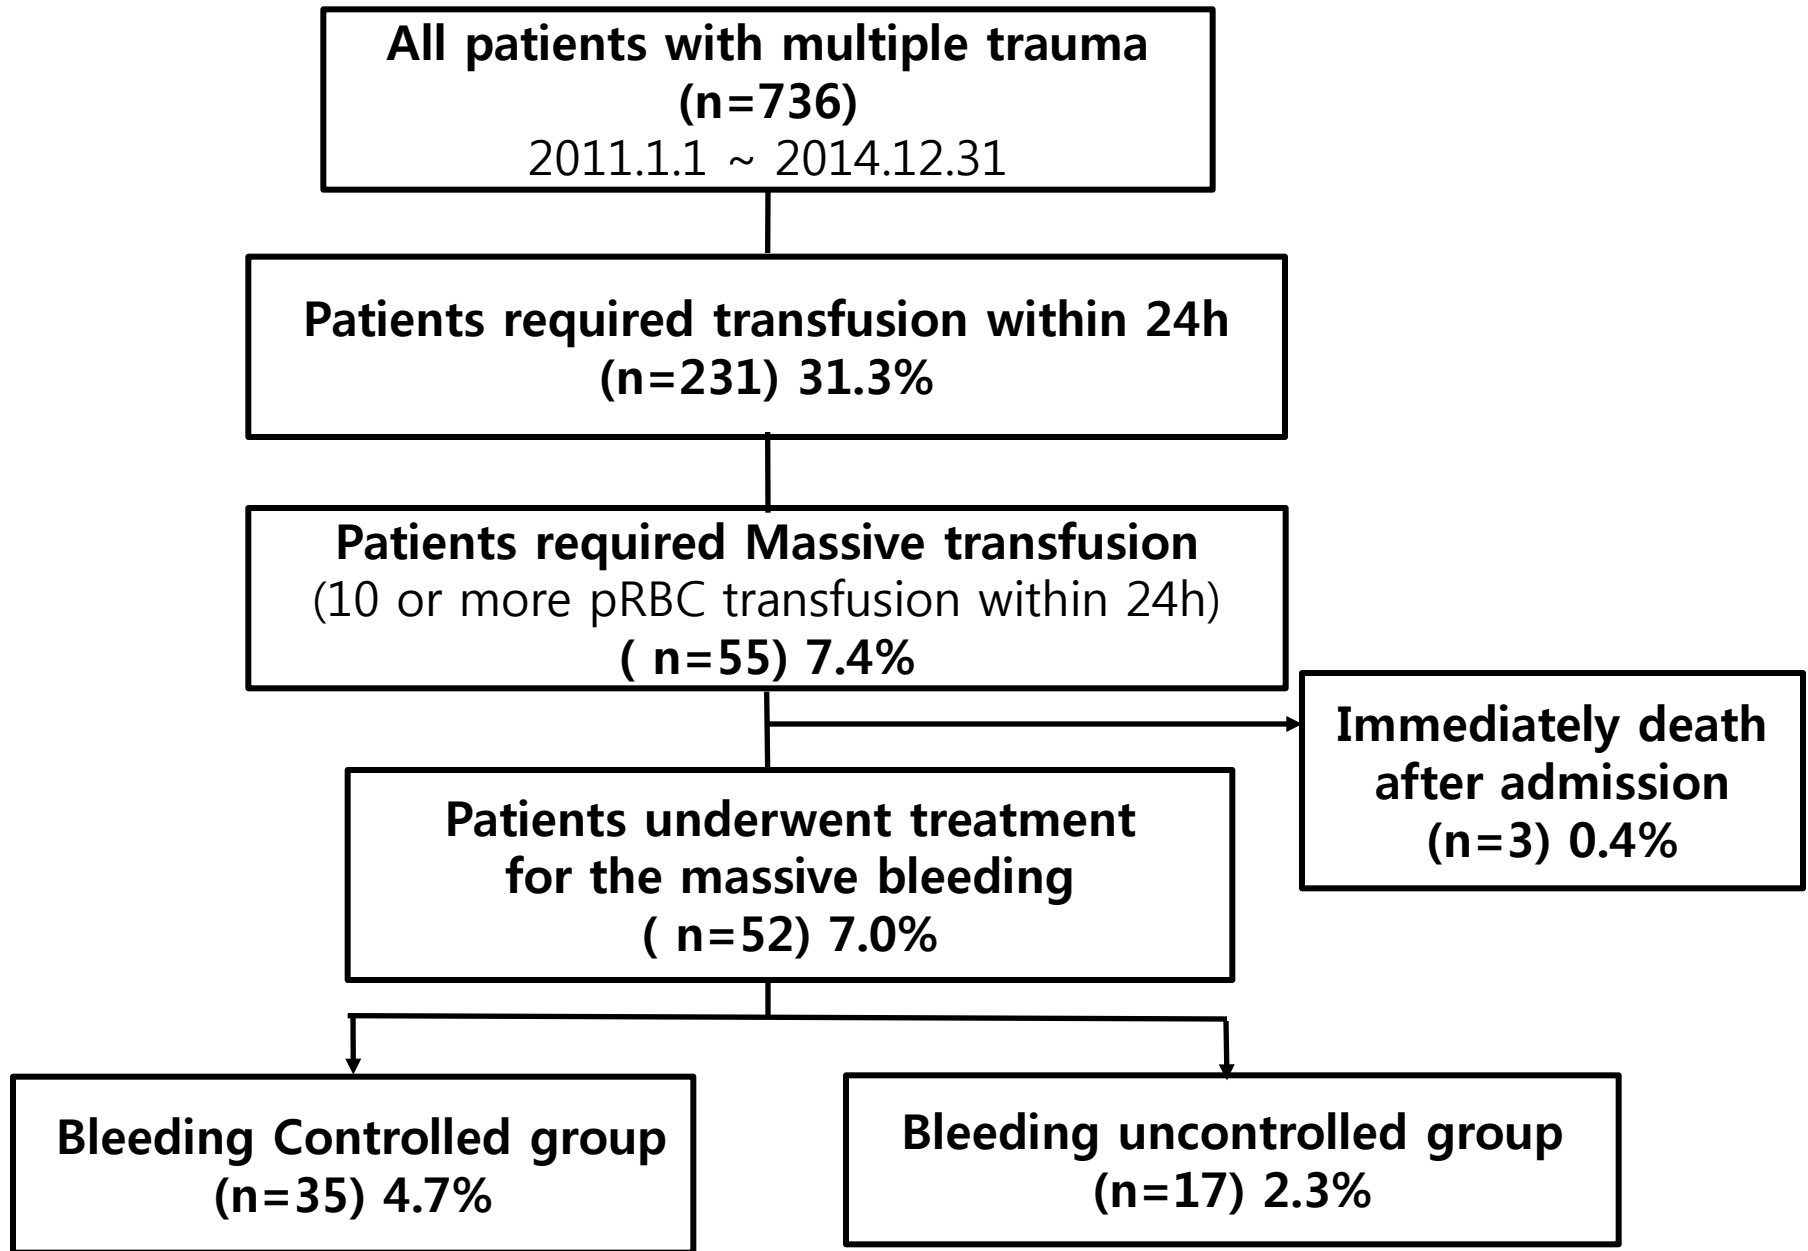 All patients with multiple trauma
(n=736)
2011.1.1 ~ 2014.12.31
Patients required transfusion within 24h
(n=231) 31.3%
Patients required Massive transfusion
(10 or more pRBC transfusion within 24h)
( n=55) 7.4%
Immediately death
after admission
(n=3) 0.4%
Patients underwent treatment
for the massive bleeding
( n=52) 7.0%
Bleeding Controlled group
(n=35) 4.7%
Bleeding uncontrolled group
(n=17) 2.3%